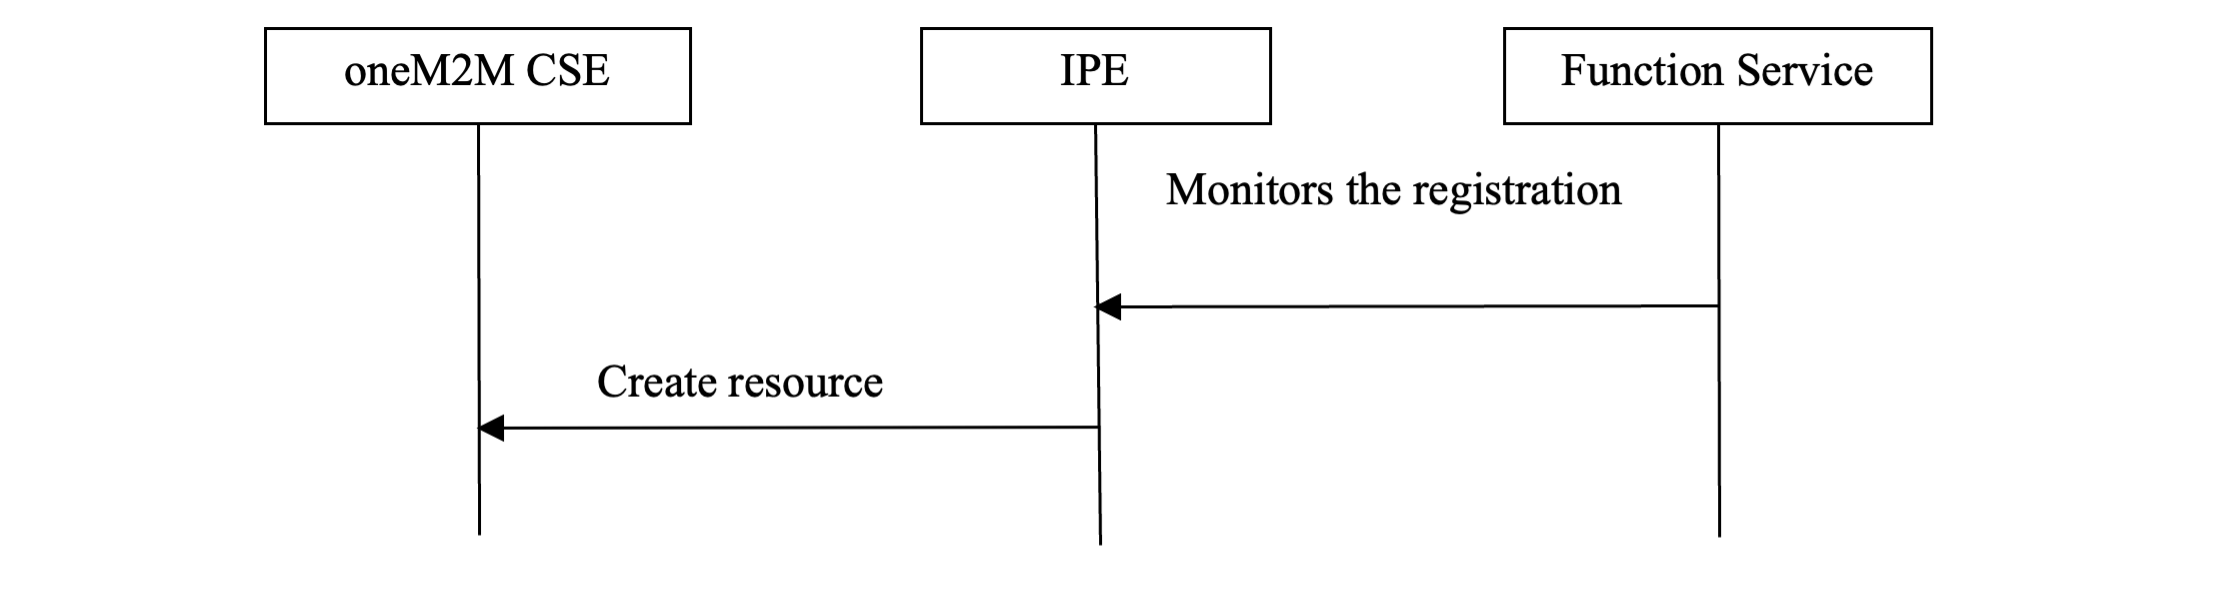 oneM2M CSE
IPE
Function Service
Monitors the registration
Create resource